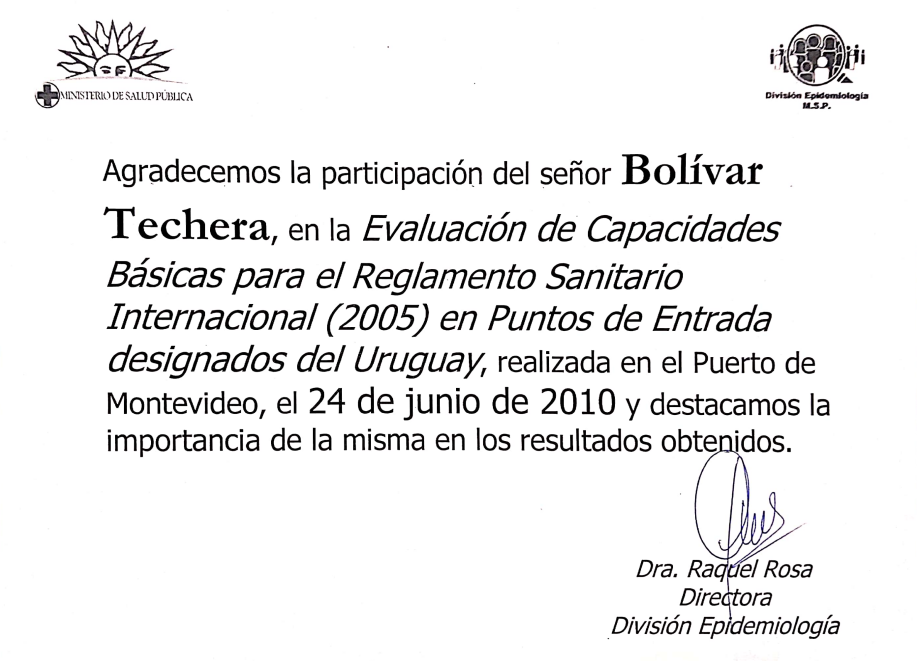 MINISTERIO DE SALUD PÚBLICA
División Epidemiología
M.S.P.
Agradecemos la participación del señor Bolívar
Techera, en la Evaluación de Capacidades
Básicas para el Reglamento Sanitario
Internacional (2005) en Puntos de Entrada
designados del Uruguay, realizada en el Puerto de
Montevideo, el 24 de junio de 2010 y destacamos la
importancia de la misma en los resultados obtenidos.
Dra. Raquel Rosa
Directora
División Epidemiología